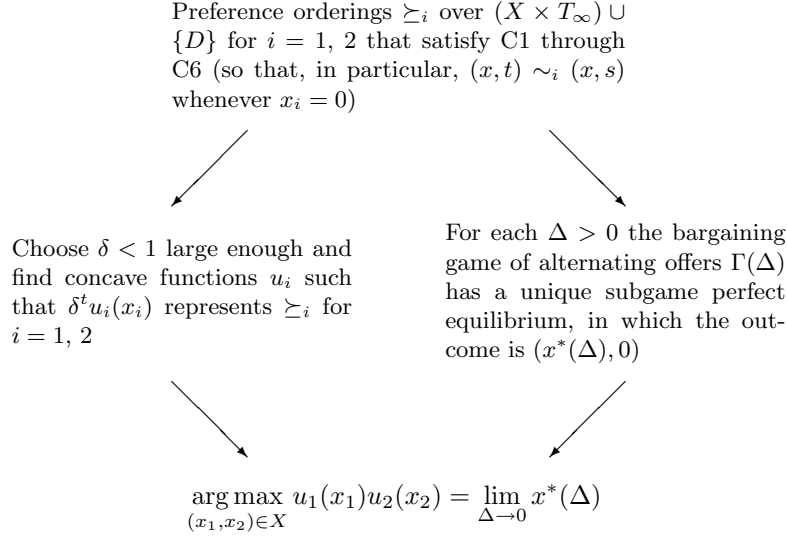 Preference orderings ≿ᵢ over (X × T∞) ∪
{D} for i = 1, 2 that satisfy C1 through
C6 (so that, in particular, (x, t) ∼ᵢ (x, s)
whenever xᵢ = 0)
Choose δ < 1 large enough and
find concave functions uᵢ such
that δᵗuᵢ(xᵢ) represents ≿ᵢ for
i = 1, 2
For each Δ > 0 the bargaining
game of alternating offers Γ(Δ)
has a unique subgame perfect
equilibrium, in which the out-
come is (x*(Δ), 0)
arg max u₁(x₁)u₂(x₂) = lim x*(Δ)
(x₁,x₂)∈X Δ→0